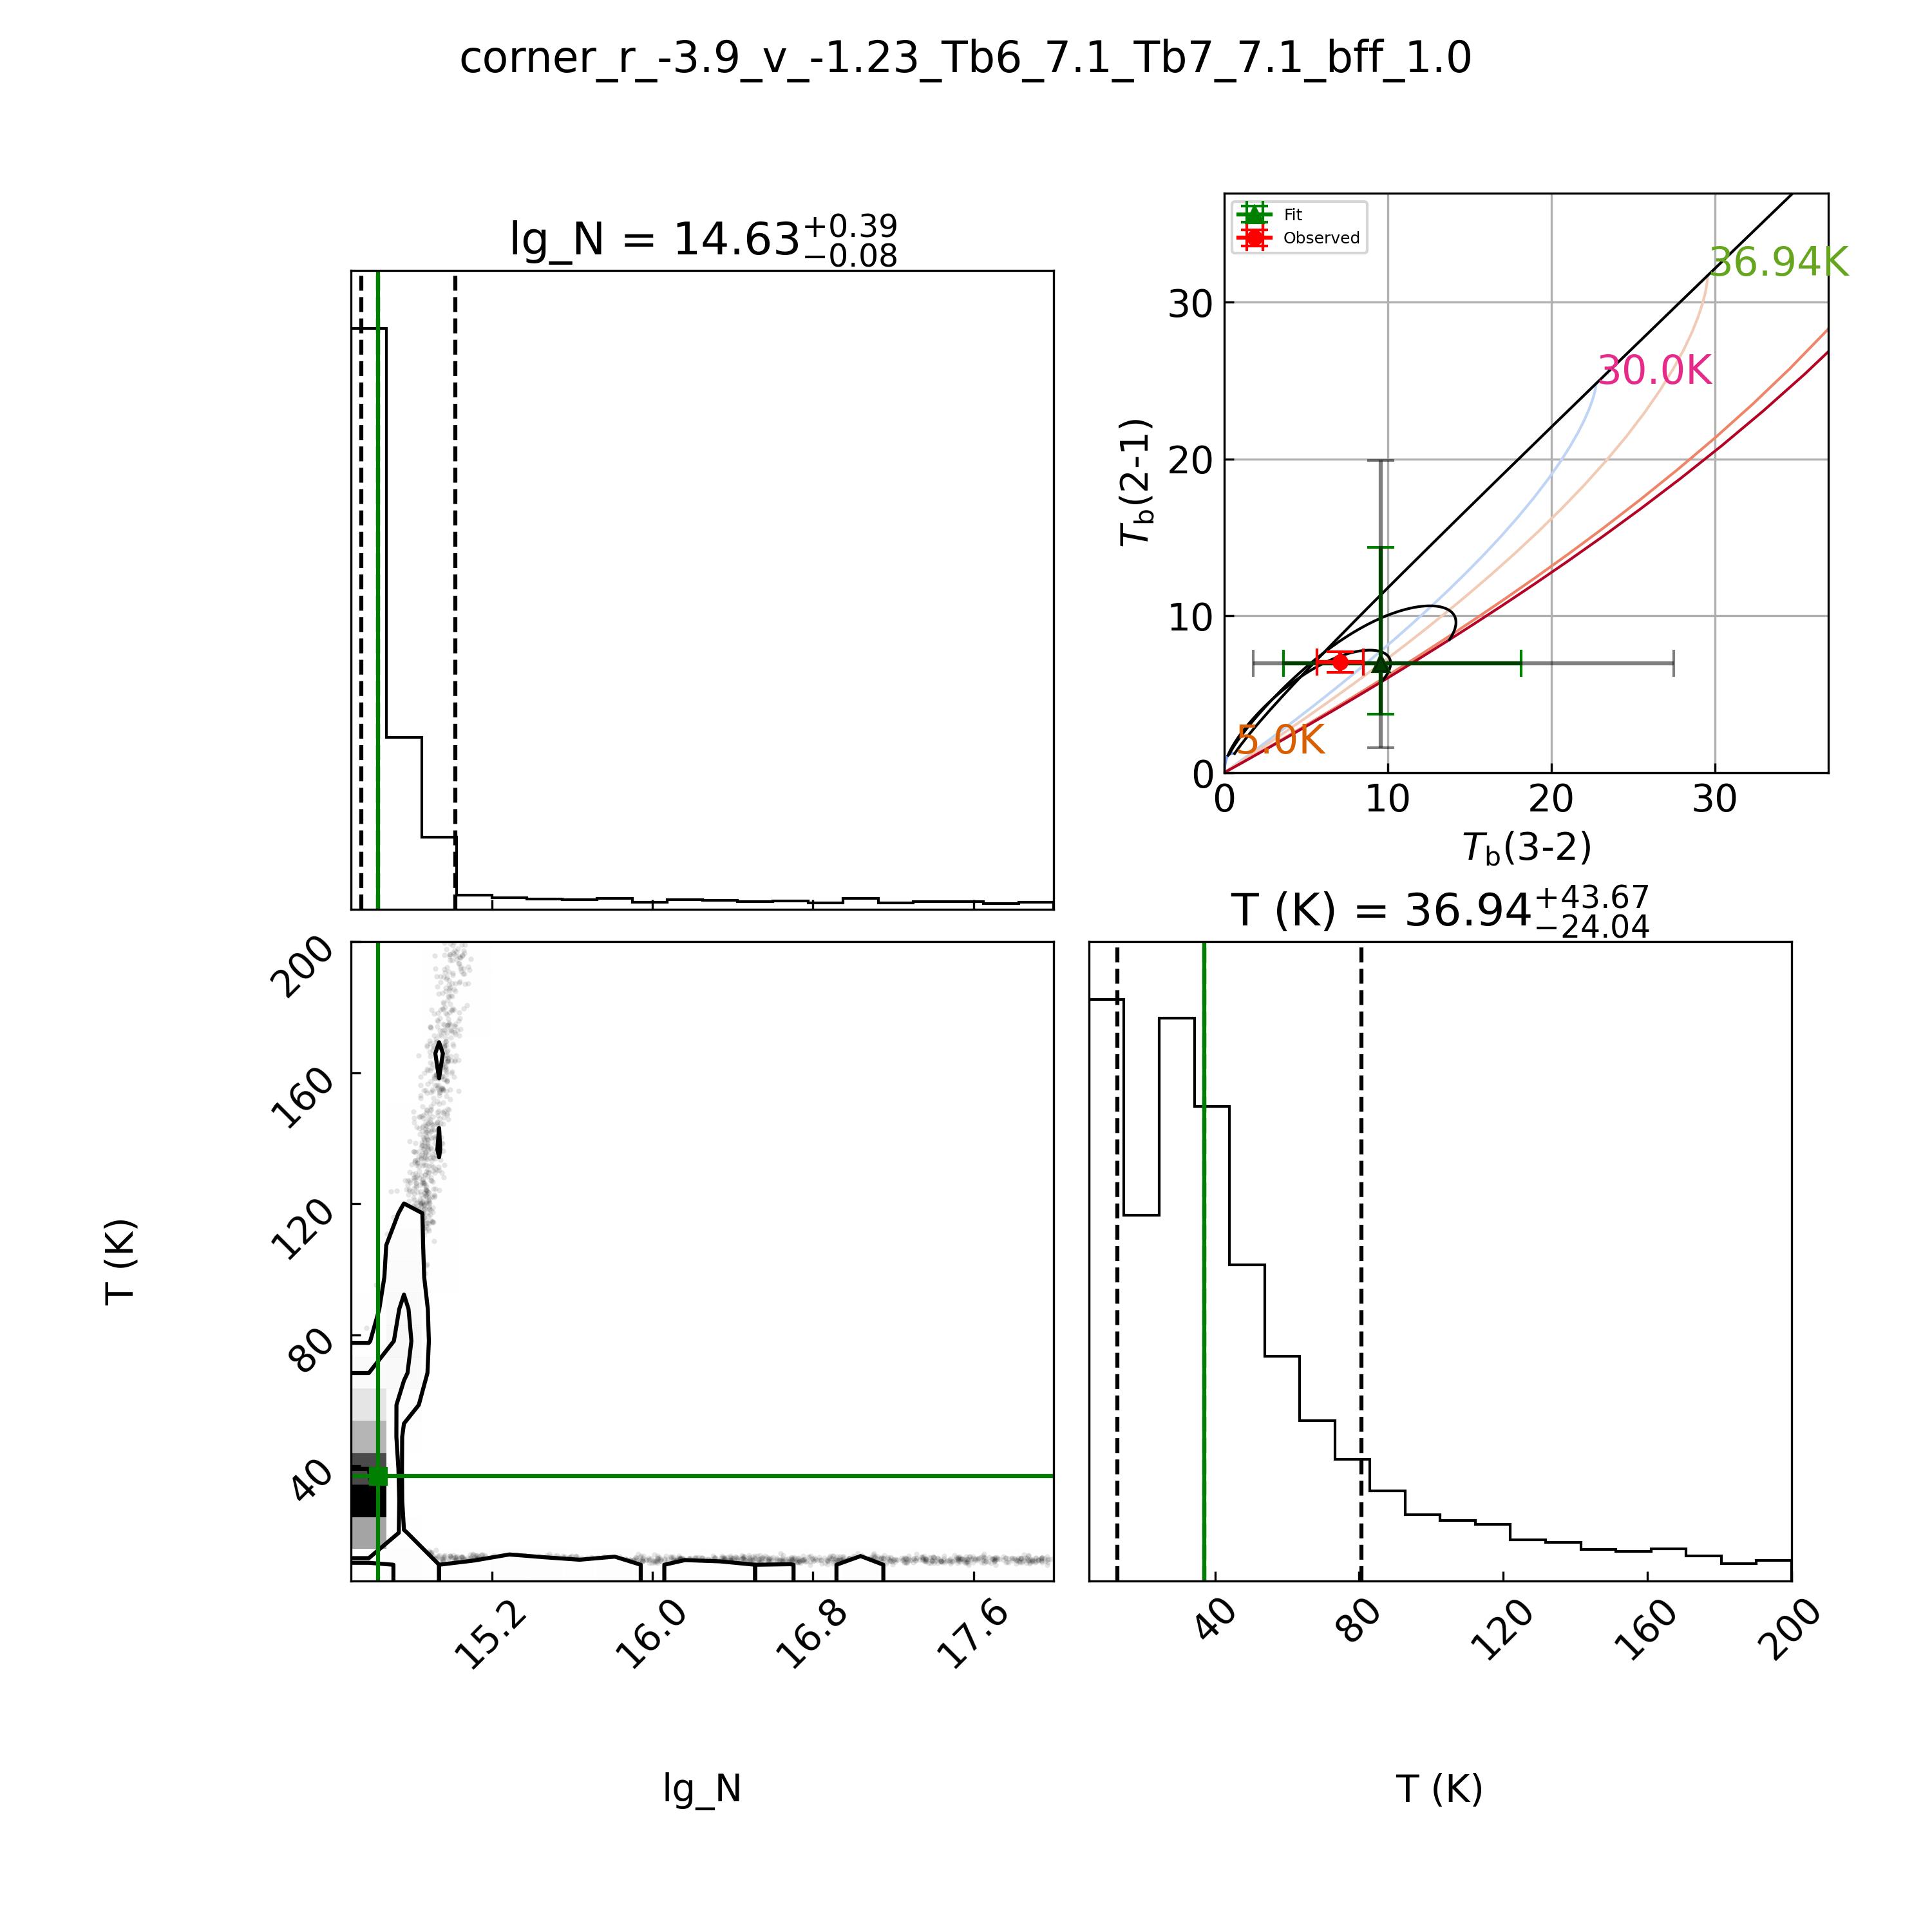 corner_r_-3.9_v_-1.23_Tb6_7.1_Tb7_7.1_bff_1.0
lg_N = 14.63+0.39−0.08
Fit
Observed
36.94K
30.0K
5.0K
30
20
10
0
0 10 20 30
Tb(2-1)
Tb(3-2)
T (K) = 36.94+43.67−24.04
200
160
120
80
40
T (K)
15.2 16.0 16.8 17.6
lg_N
40 80 120 160 200
T (K)